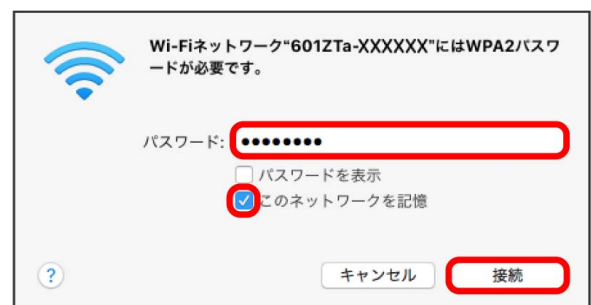 Wi-Fiネットワーク“601ZTa-XXXXXX”にはWPA2パスワ
ードが必要です。
パスワード: ●●●●●●●●
パスワードを表示
このネットワークを記憶
?
キャンセル
接続